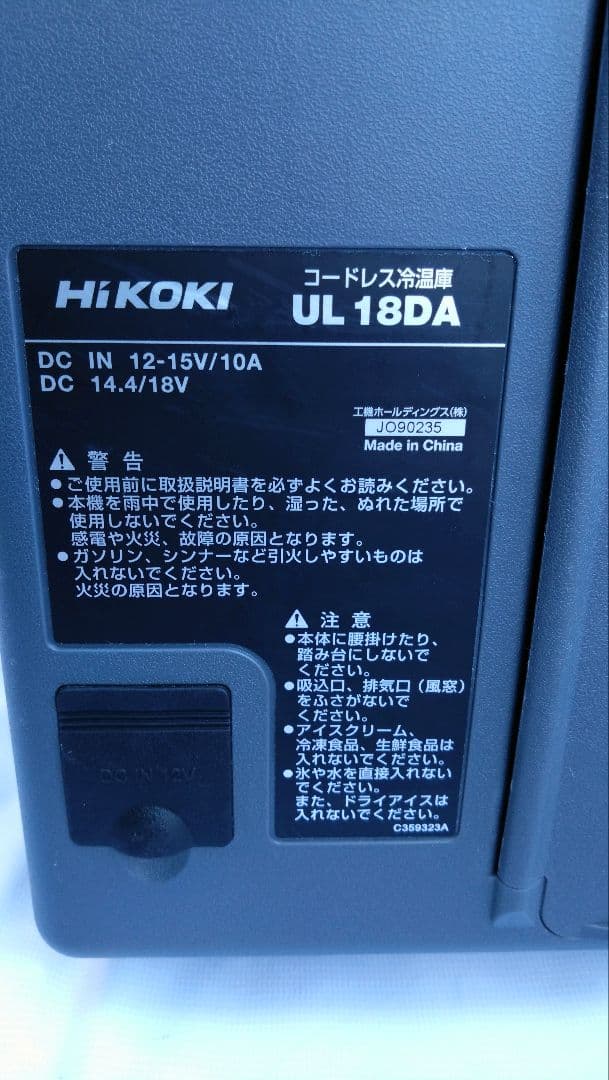 HiKOKI
コードレス冷温庫
UL 18DA
DC IN 12-15V/10A
DC 14.4/18V
工機ホールディングス(株)
JO90235
Made in China
警告
●ご使用前に取扱説明書を必ずよくお読みください。
●本機を雨中で使用したり、湿った、ぬれた場所で
使用しないでください。
感電や火災、故障の原因となります。
●ガソリン、シンナーなど引火しやすいものは
入れないでください。
火災の原因となります。
注意
●本体に腰掛けたり、
踏み台にしないで
ください。
●吸込口、排気口（風窓）
をふさがないで
ください。
●アイスクリーム、
冷凍食品、生鮮食品は
入れないでください。
●氷や水を直接入れない
でください。
また、ドライアイスは
入れないでください。
C359323A
DC IN 12V